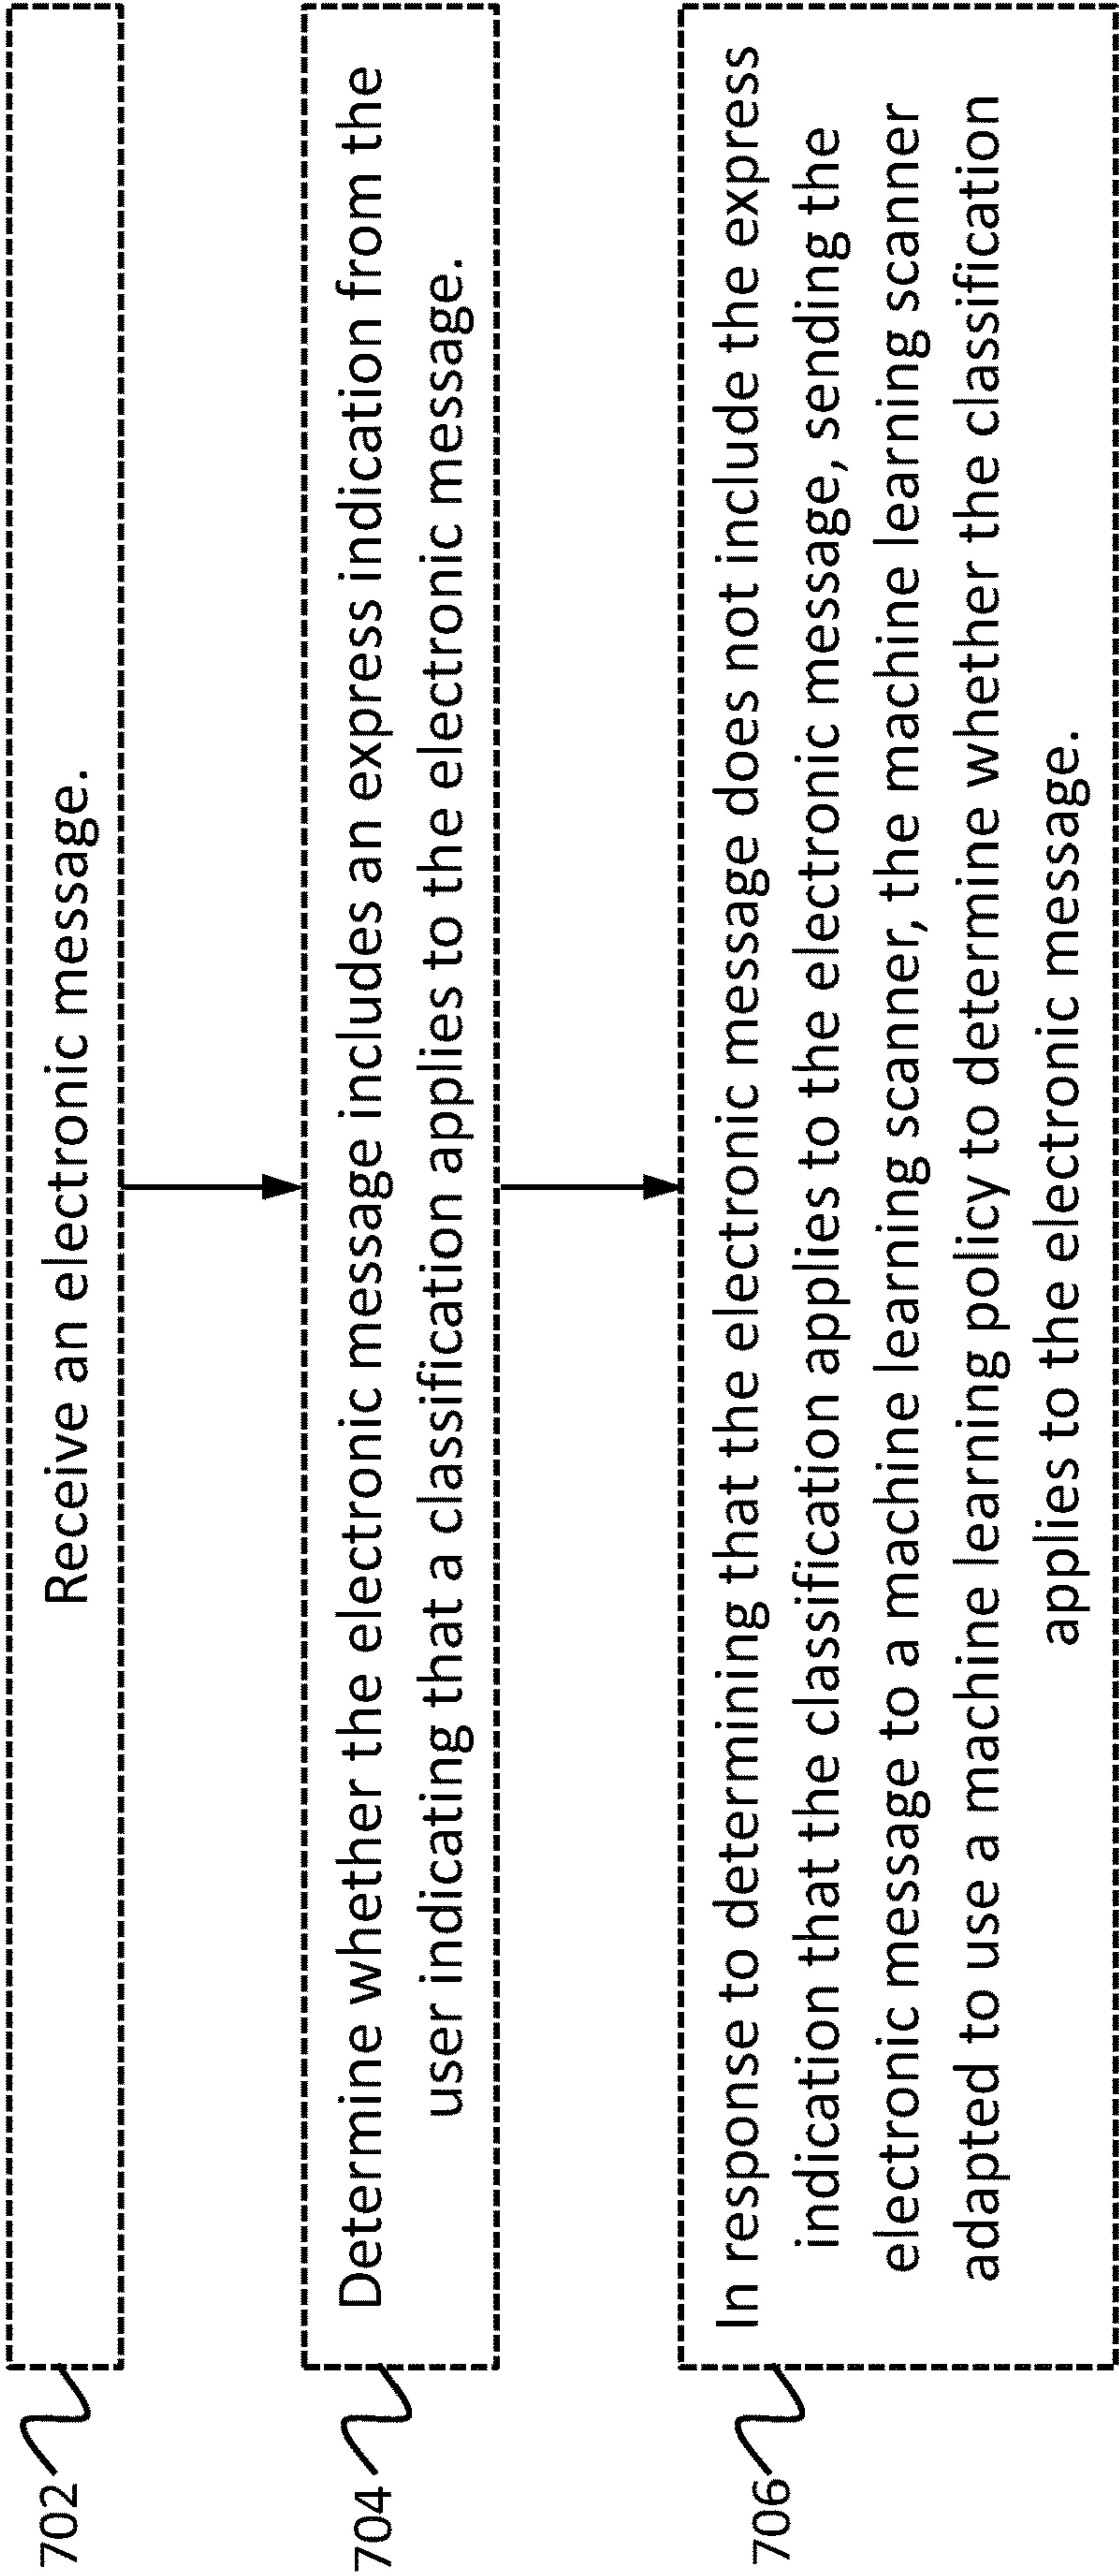 702
Receive an electronic message.
704
Determine whether the electronic message includes an express indication from the
user indicating that a classification applies to the electronic message.
706
In response to determining that the electronic message does not include the express
indication that the classification applies to the electronic message, sending the
electronic message to a machine learning scanner, the machine learning scanner
adapted to use a machine learning policy to determine whether the classification
applies to the electronic message.